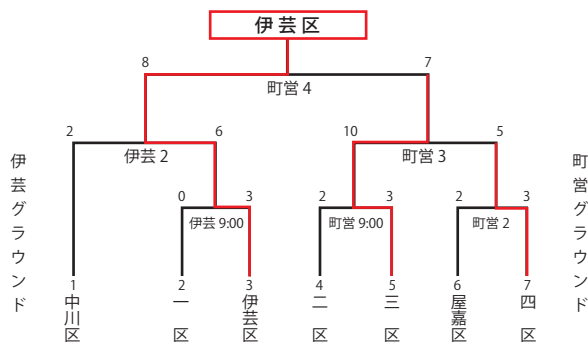 伊芸区
8
7
町営 4
2
6
10
5
伊芸 2
町営 3
0
3
2
3
2
3
伊芸 9:00
町営 9:00
町営 2
伊芸グラウンド
町営グラウンド
1
2
3
4
5
6
7
中川区
一区
伊芸区
二区
三区
屋嘉区
四区